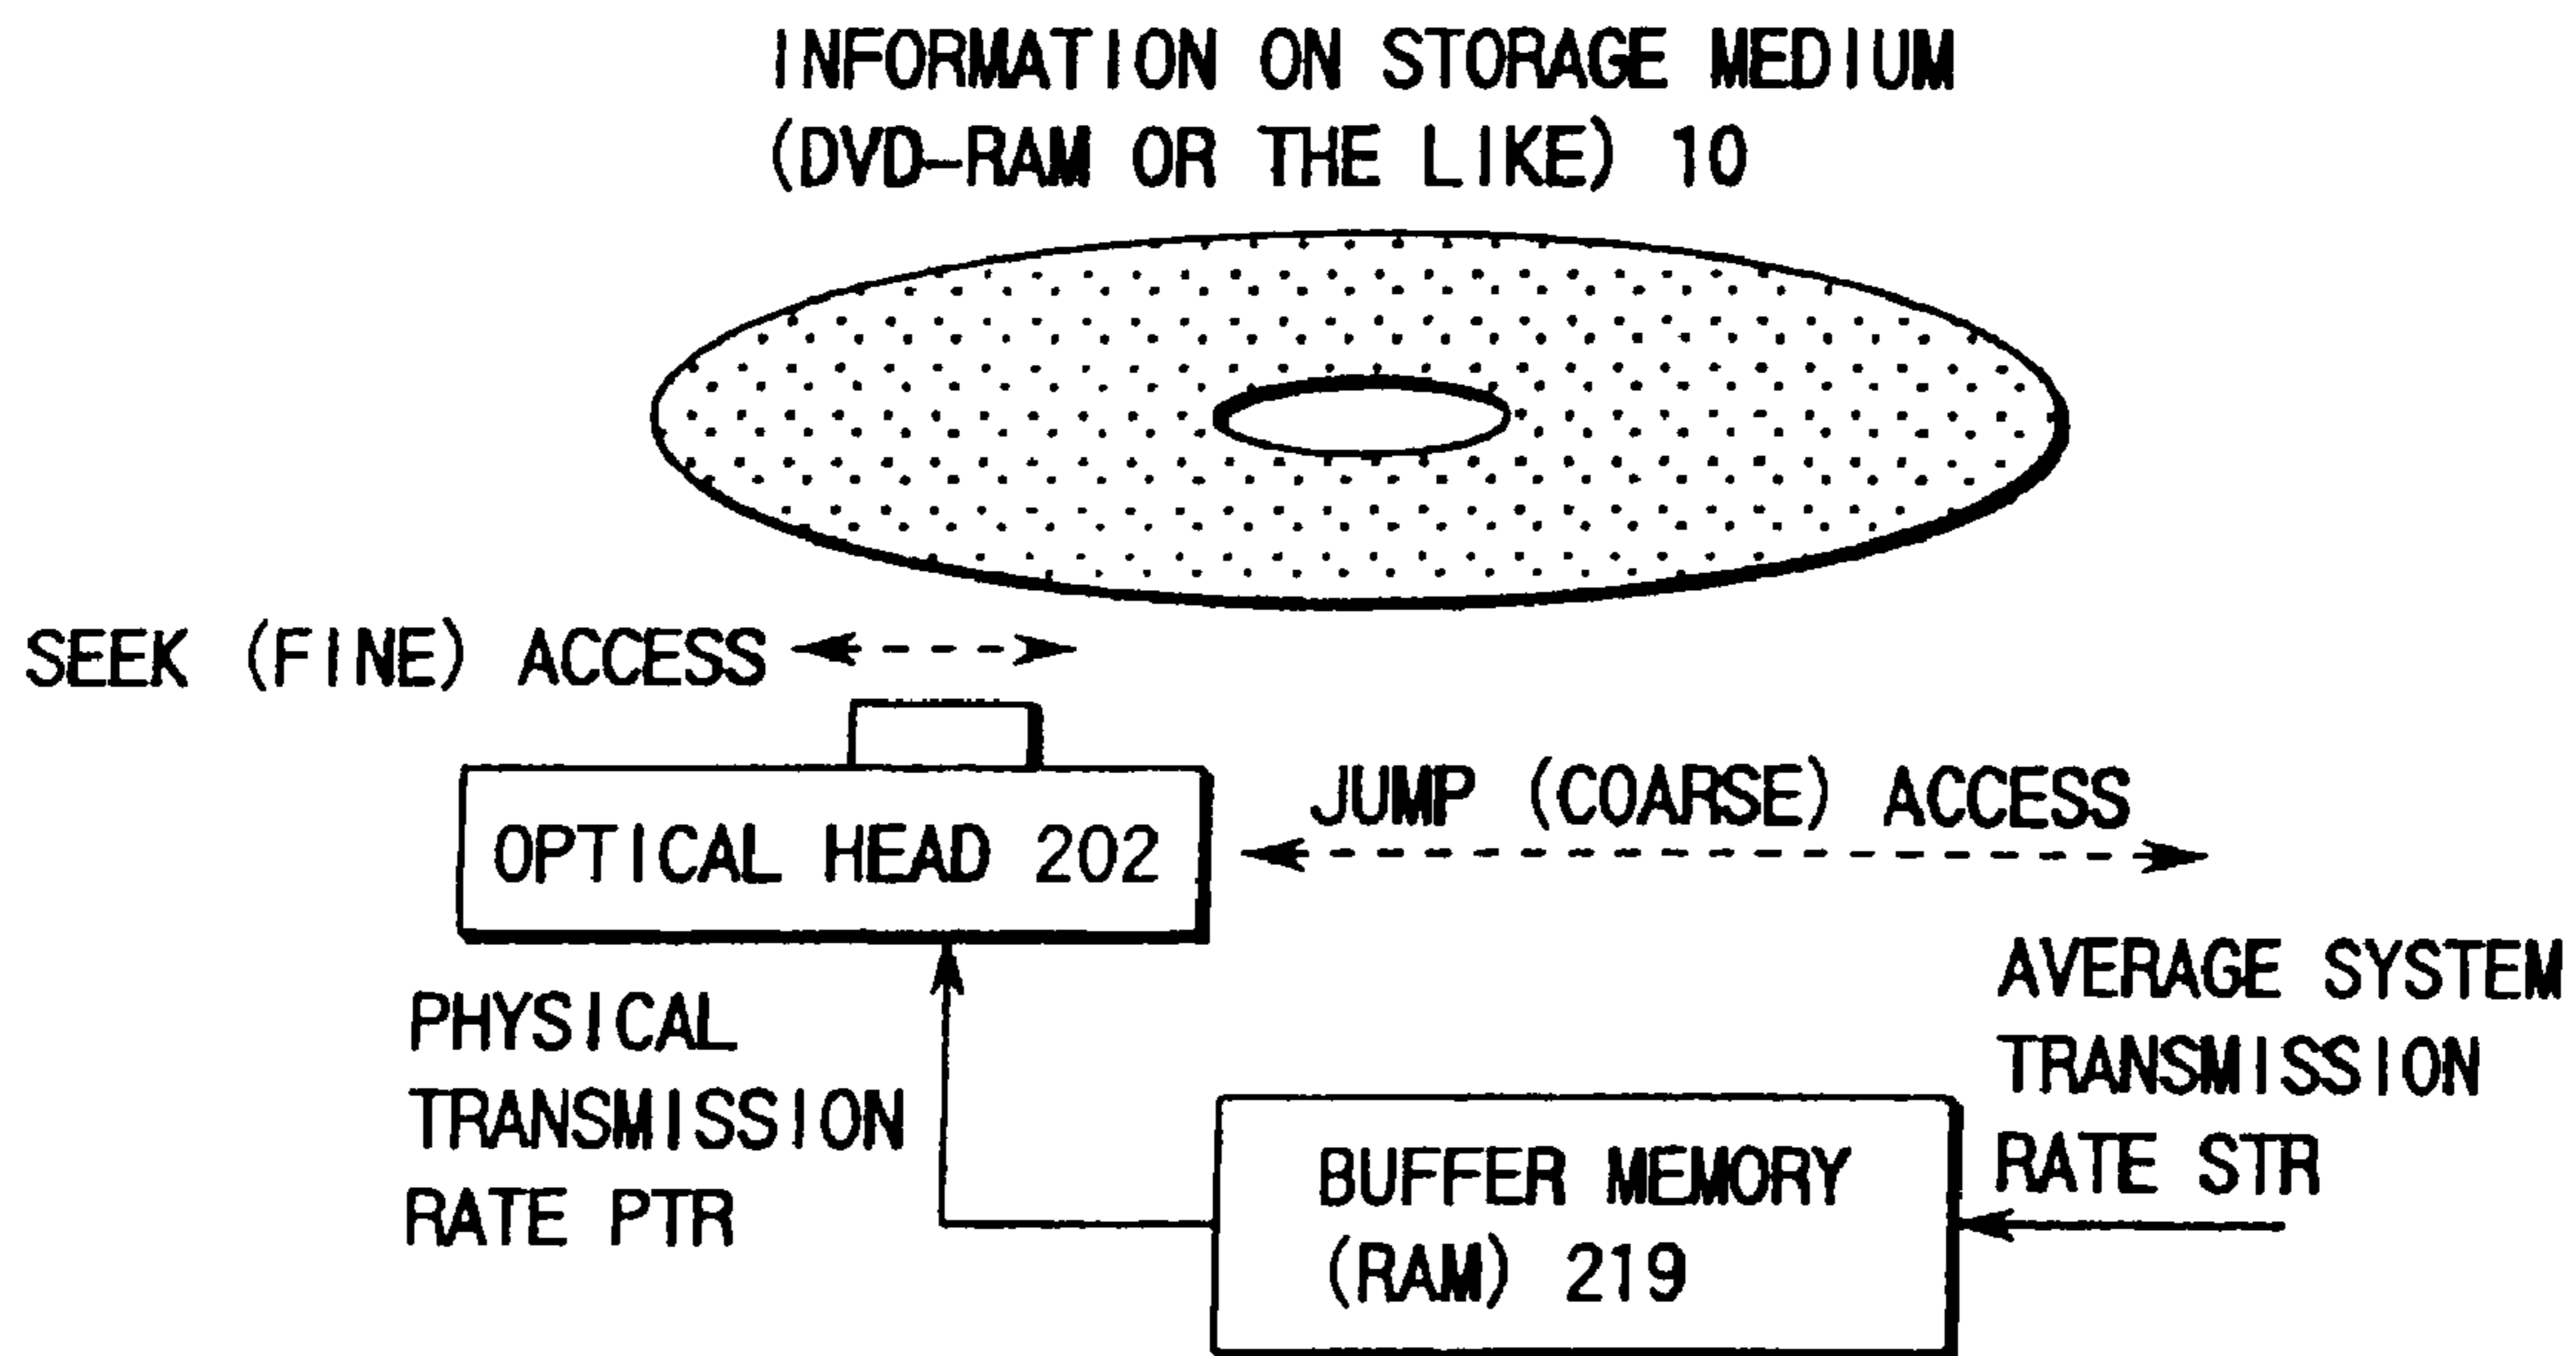 INFORMATION ON STORAGE MEDIUM
(DVD-RAM OR THE LIKE) 10
SEEK (FINE) ACCESS
OPTICAL HEAD 202
JUMP (COARSE) ACCESS
PHYSICAL
TRANSMISSION
RATE PTR
AVERAGE SYSTEM
TRANSMISSION
RATE STR
BUFFER MEMORY
(RAM) 219